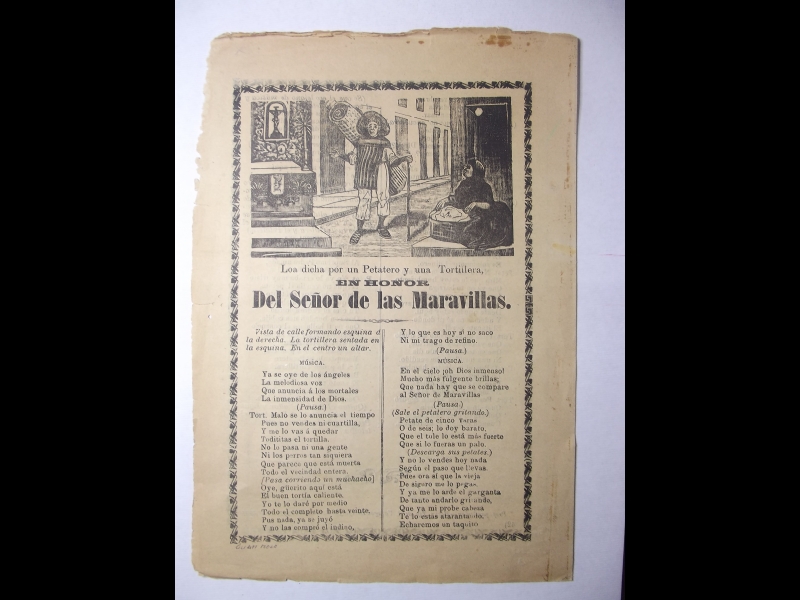 Loa dicha por un Petatero y una Tortillera,
EN HONOR
Del Señor de las Maravillas.
Vista de calle formando esquina á
la derecha. La tortillera sentada en
la esquina. En el centro un altar.
MÚSICA.
Ya se oye de los ángeles
La melodiosa voz
Que anuncia á los mortales
La inmensidad de Dios.
(Pausa.)
Tort. Malo se lo anuncia el tiempo
Pues no vendes ni cuartilla,
Y me lo vas á quedar
Todititas el tortilla.
No lo pasa ni una gente
Ni los perros tan siquiera
Que parece que está muerta
Todo el vecindad entera.
(Pasa corriendo un muchacho)
Oye, güerito aquí está
El buen tortia caliente.
Yo te lo daré por medio
Todo el completo hasta veinte,
Pus nada, ya se juyó
Y no las compró el indino,
Y lo que es hoy si no saco
Ni un trago de refino.
(Pausa.)
MÚSICA.
En el cielo ¡oh Dios inmenso!
Mucho más fulgente brillas;
Que nada hay que se compare
al Señor de Maravillas
(Pausa.)
(Sale el petatero gritando.)
Petate de cinco varas
O de seis; lo doy barato,
Que el tole lo está más fuerte
Que si lo fueras un palo.
(Descarga sus petates.)
Y no lo vendes hoy nada
Según el paso que llevas.
Pues ora sí que la vieja
De siguro me lo pegas
Y ya me lo arde el garganta
De tanto andarlo gritando,
Que ya mi probe cabesa
Te lo estás atarantando.
Echaremos un taquito